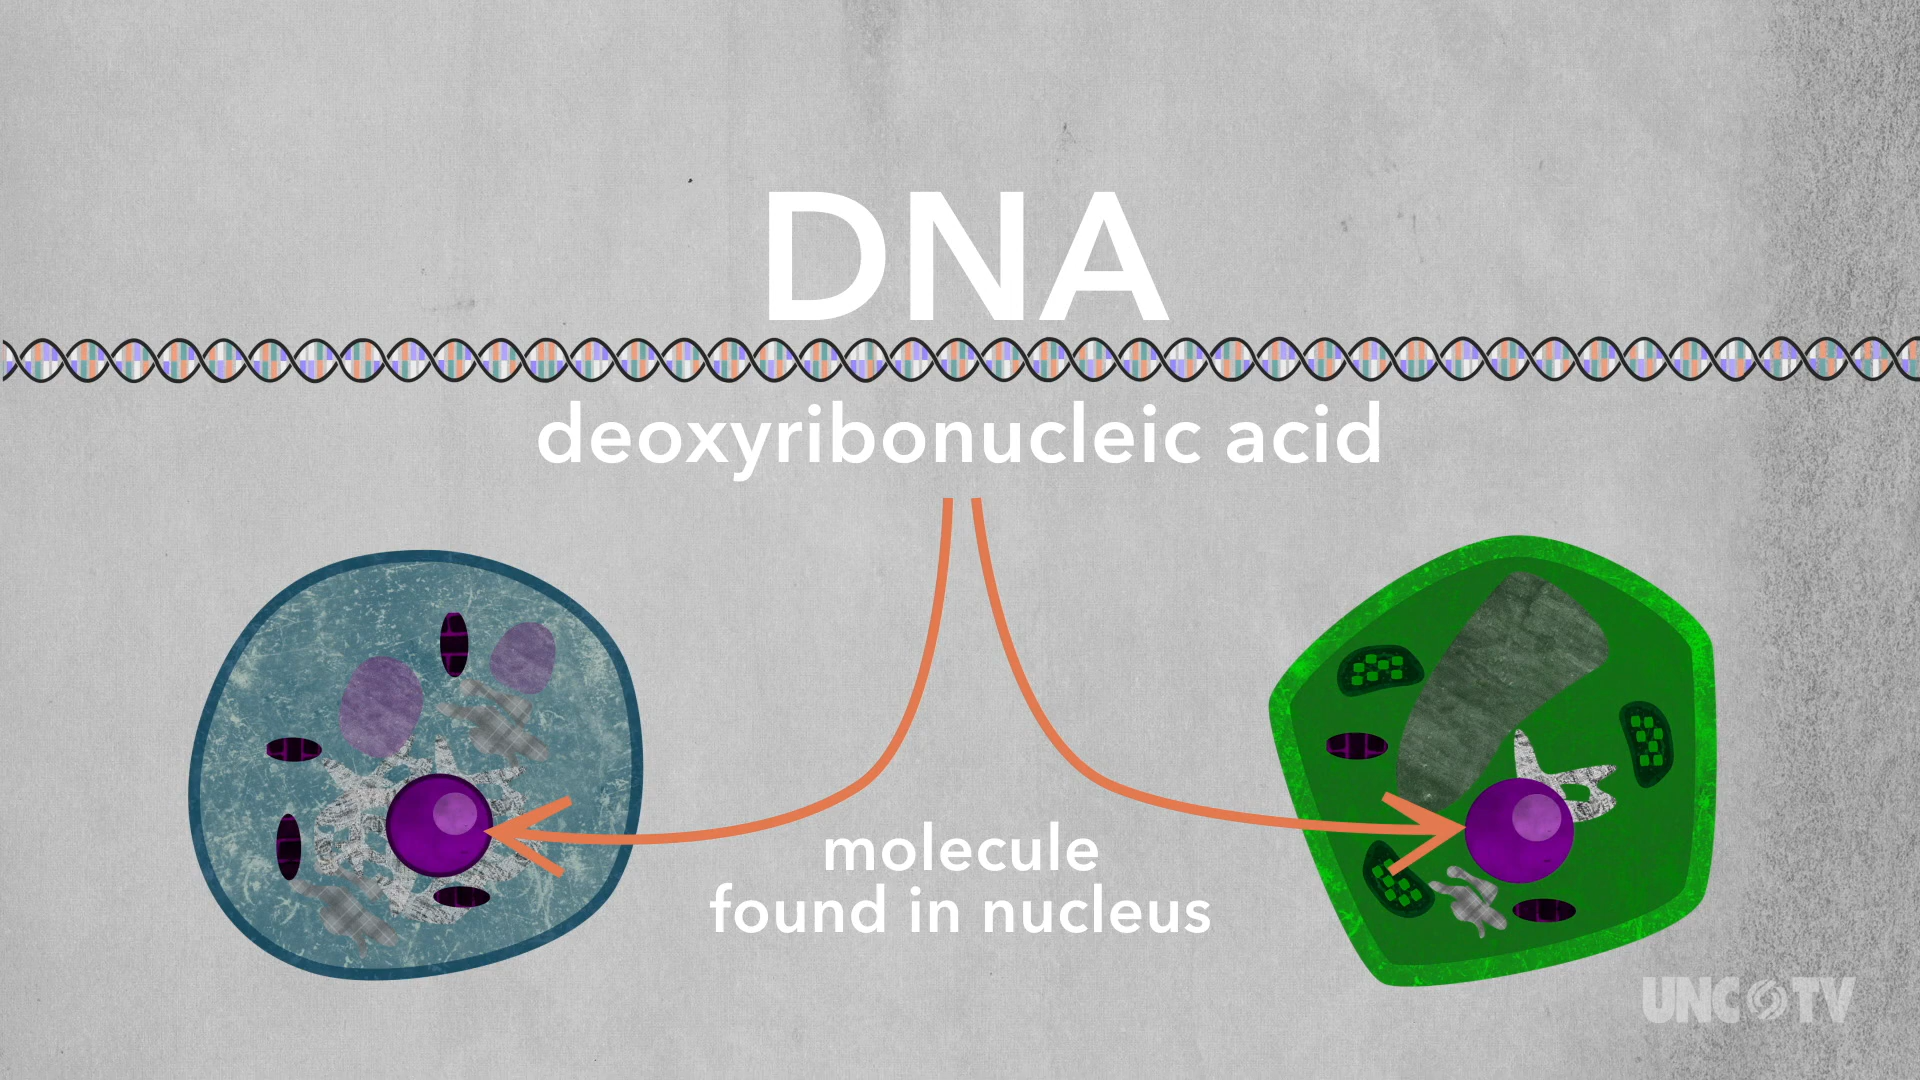 DNA
deoxyribonucleic acid
molecule
found in nucleus
UNC TV